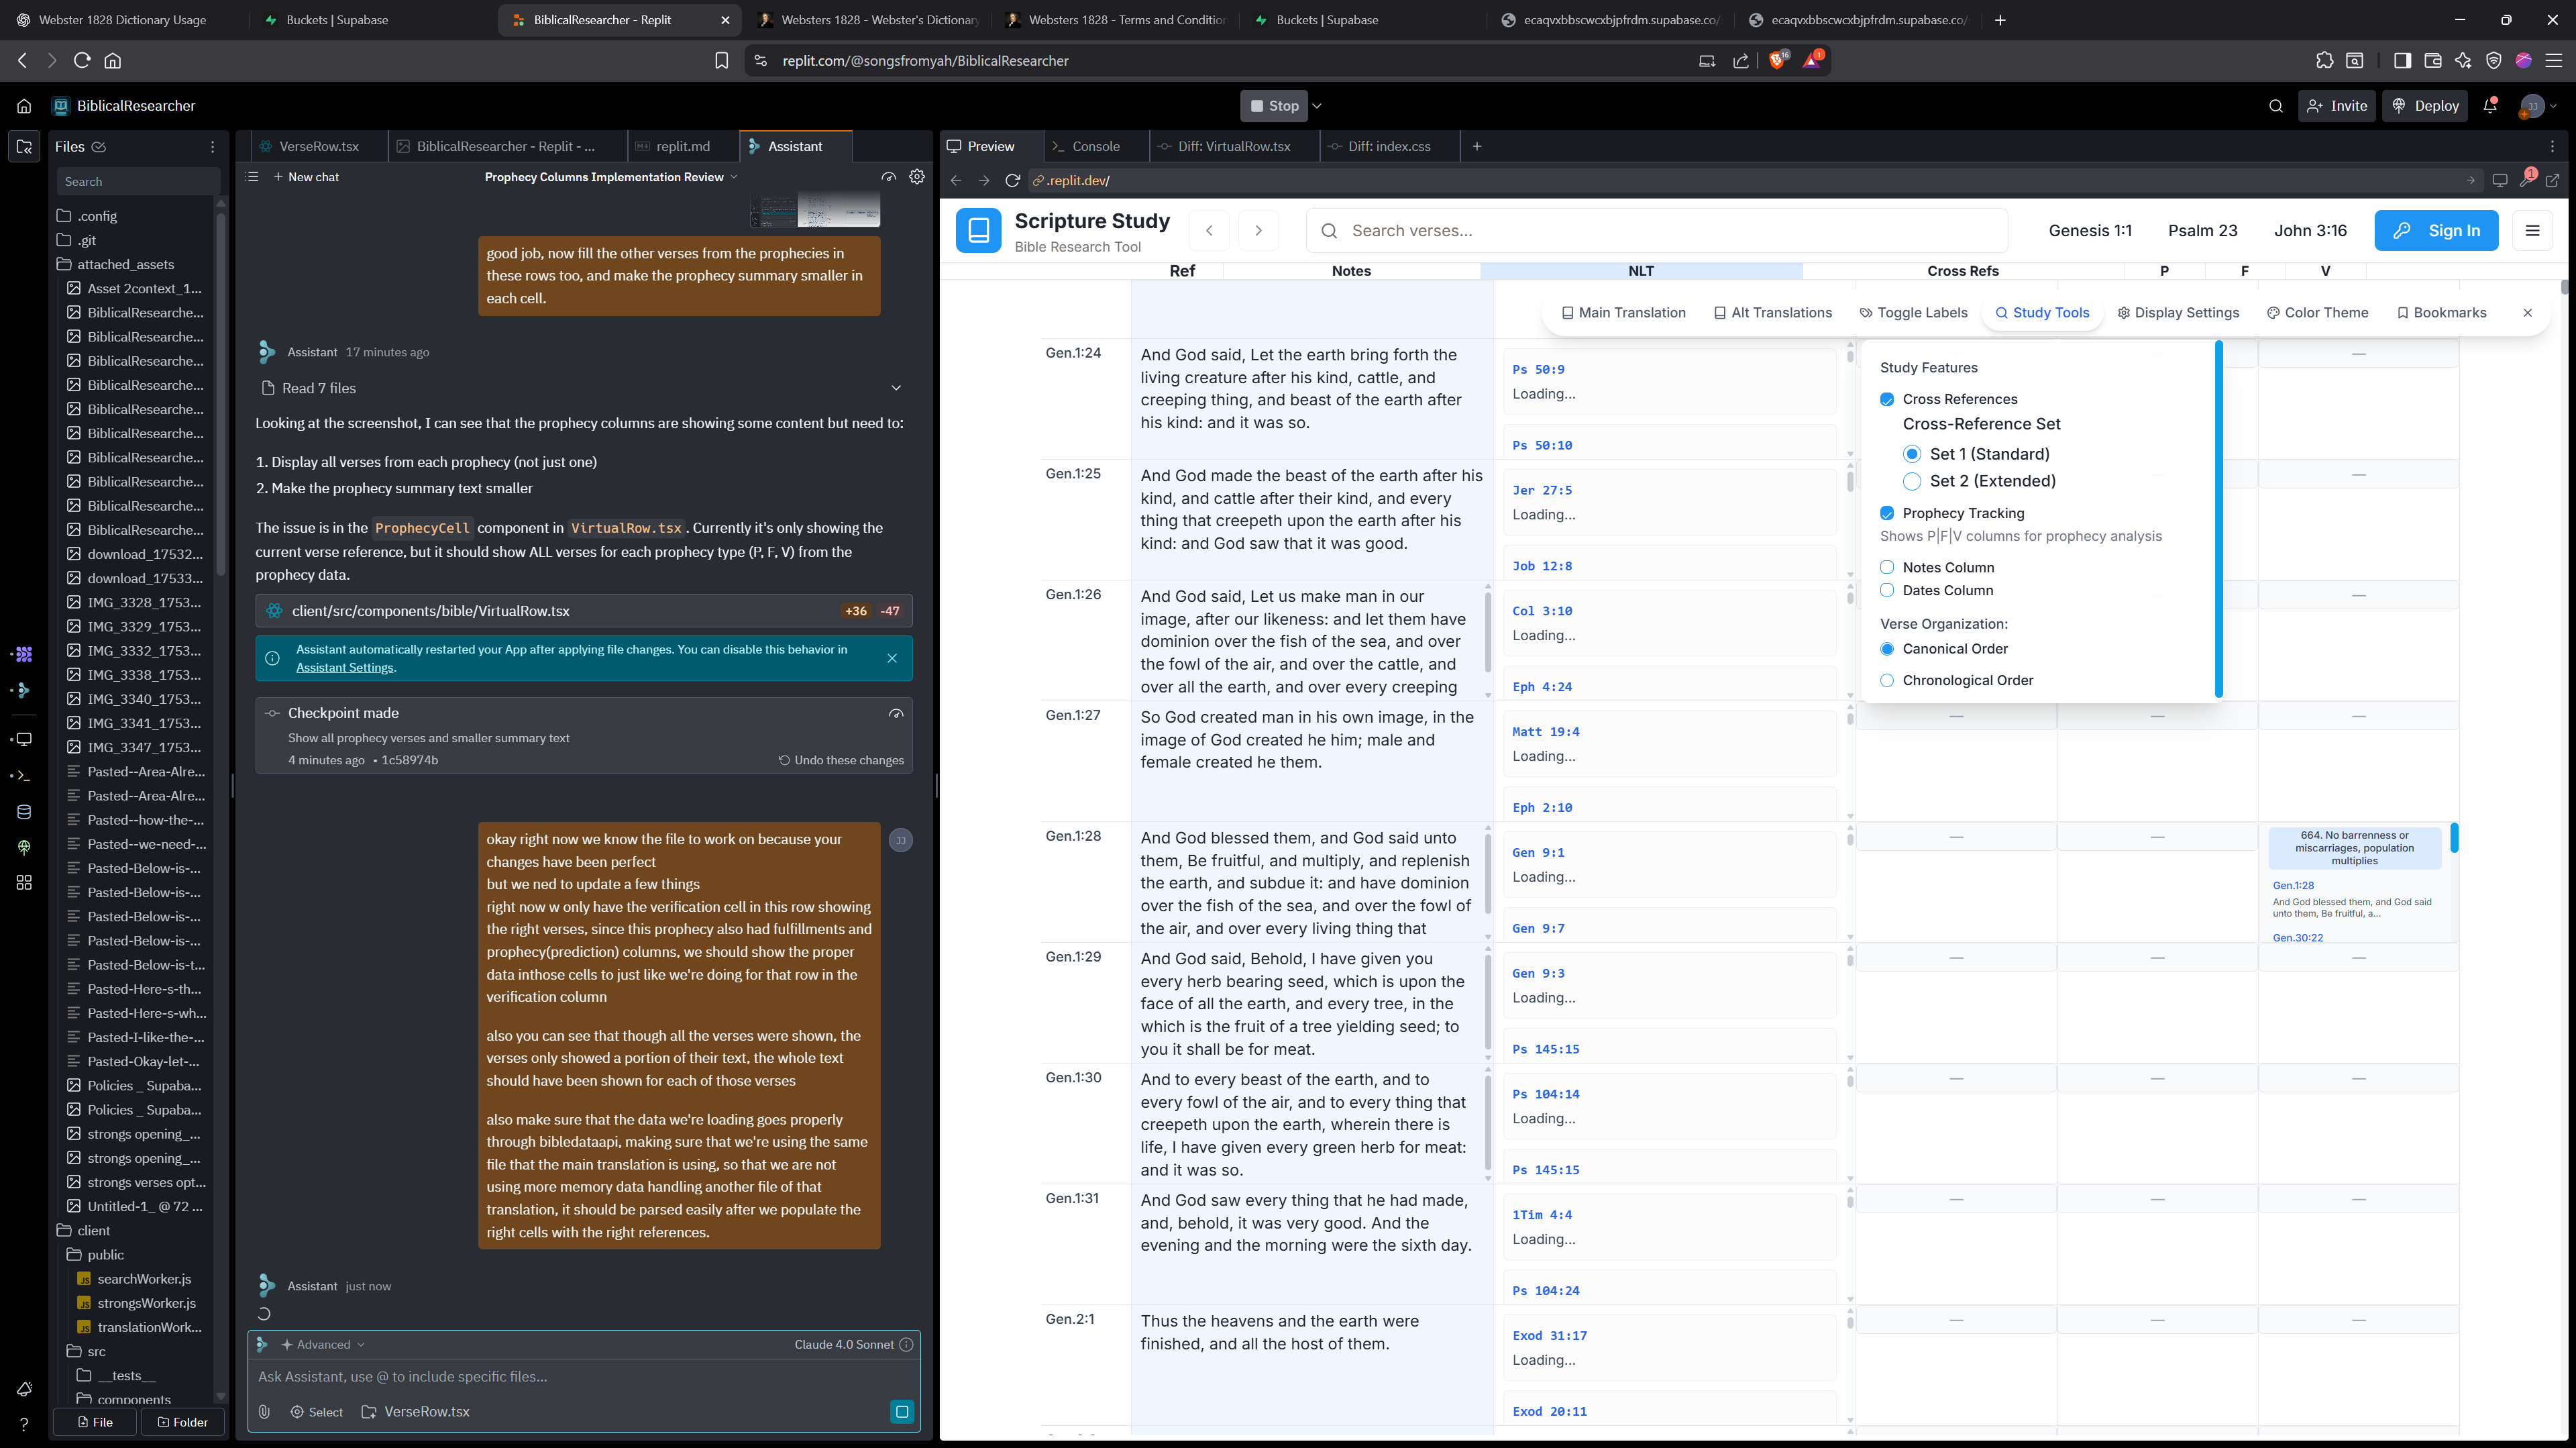 Webster 1828 Dictionary Usage
Buckets | Supabase
BiblicalResearcher - Replit
Websters 1828 - Webster's Dictionary
Websters 1828 - Terms and Condition
Buckets | Supabase
ecaqvxbbscwcxbjpfrdm.supabase.co/
ecaqvxbbscwcxbjpfrdm.supabase.co/
replit.com/@songsfromyah/BiblicalResearcher
16
1
BiblicalResearcher
Stop
Invite
Deploy
JJ
Files
Search
.config
.git
attached_assets
Asset 2context_1...
BiblicalResearche...
BiblicalResearche...
BiblicalResearche...
BiblicalResearche...
BiblicalResearche...
BiblicalResearche...
BiblicalResearche...
BiblicalResearche...
BiblicalResearche...
BiblicalResearche...
download_17532...
download_17533...
IMG_3328_1753...
IMG_3329_1753...
IMG_3332_1753...
IMG_3338_1753...
IMG_3340_1753...
IMG_3341_1753...
IMG_3347_1753...
Pasted--Area-Alre...
Pasted--Area-Alre...
Pasted--how-the-...
Pasted--we-need-...
Pasted-Below-is-...
Pasted-Below-is-...
Pasted-Below-is-...
Pasted-Below-is-...
Pasted-Below-is-t...
Pasted-Here-s-th...
Pasted-Here-s-wh...
Pasted-I-like-the-...
Pasted-Okay-let-...
Policies _ Supaba...
Policies _ Supaba...
strongs opening_...
strongs opening_...
strongs verses opt...
Untitled-1_ @ 72 ...
client
public
searchWorker.js
strongsWorker.js
translationWork...
src
__tests__
components
File
Folder
VerseRow.tsx
BiblicalResearcher - Replit - ...
replit.md
Assistant
New chat
Prophecy Columns Implementation Review
good job, now fill the other verses from the prophecies in
these rows too, and make the prophecy summary smaller in
each cell.
Assistant 17 minutes ago
Read 7 files
Looking at the screenshot, I can see that the prophecy columns are showing some content but need to:
1. Display all verses from each prophecy (not just one)
2. Make the prophecy summary text smaller
The issue is in the ProphecyCell component in VirtualRow.tsx. Currently it's only showing the
current verse reference, but it should show ALL verses for each prophecy type (P, F, V) from the
prophecy data.
client/src/components/bible/VirtualRow.tsx +36 -47
Assistant automatically restarted your App after applying file changes. You can disable this behavior in
Assistant Settings.
Checkpoint made
Show all prophecy verses and smaller summary text
4 minutes ago • 1c58974b
Undo these changes
JJ
okay right now we know the file to work on because your
changes have been perfect
but we ned to update a few things
right now w only have the verification cell in this row showing
the right verses, since this prophecy also had fulfillments and
prophecy(prediction) columns, we should show the proper
data inthose cells to just like we're doing for that row in the
verification column
also you can see that though all the verses were shown, the
verses only showed a portion of their text, the whole text
should have been shown for each of those verses
also make sure that the data we're loading goes properly
through bibledataapi, making sure that we're using the same
file that the main translation is using, so that we are not
using more memory data handling another file of that
translation, it should be parsed easily after we populate the
right cells with the right references.
Assistant just now
Advanced
Claude 4.0 Sonnet
Ask Assistant, use @ to include specific files...
Select
VerseRow.tsx
Preview
Console
Diff: VirtualRow.tsx
Diff: index.css
.replit.dev/
1
Scripture Study
Bible Research Tool
Search verses...
Genesis 1:1
Psalm 23
John 3:16
Sign In
Ref
Notes
NLT
Cross Refs
P
F
V
Main Translation
Alt Translations
Toggle Labels
Study Tools
Display Settings
Color Theme
Bookmarks
Study Features
Cross References
Cross-Reference Set
Set 1 (Standard)
Set 2 (Extended)
Prophecy Tracking
Shows P|F|V columns for prophecy analysis
Notes Column
Dates Column
Verse Organization:
Canonical Order
Chronological Order
Gen.1:24
And God said, Let the earth bring forth the
living creature after his kind, cattle, and
creeping thing, and beast of the earth after
his kind: and it was so.
Ps 50:9
Loading...
Ps 50:10
—
Gen.1:25
And God made the beast of the earth after his
kind, and cattle after their kind, and every
thing that creepeth upon the earth after his
kind: and God saw that it was good.
Jer 27:5
Loading...
Job 12:8
—
Gen.1:26
And God said, Let us make man in our
image, after our likeness: and let them have
dominion over the fish of the sea, and over
the fowl of the air, and over the cattle, and
over all the earth, and over every creeping
Col 3:10
Loading...
Eph 4:24
—
Gen.1:27
So God created man in his own image, in the
image of God created he him; male and
female created he them.
Matt 19:4
Loading...
Eph 2:10
— — —
Gen.1:28
And God blessed them, and God said unto
them, Be fruitful, and multiply, and replenish
the earth, and subdue it: and have dominion
over the fish of the sea, and over the fowl of
the air, and over every living thing that
Gen 9:1
Loading...
Gen 9:7
— —
664. No barrenness or
miscarriages, population
multiplies
Gen.1:28
And God blessed them, and God said
unto them, Be fruitful, a...
Gen.30:22
Gen.1:29
And God said, Behold, I have given you
every herb bearing seed, which is upon the
face of all the earth, and every tree, in the
which is the fruit of a tree yielding seed; to
you it shall be for meat.
Gen 9:3
Loading...
Ps 145:15
— — —
Gen.1:30
And to every beast of the earth, and to
every fowl of the air, and to every thing that
creepeth upon the earth, wherein there is
life, I have given every green herb for meat:
and it was so.
Ps 104:14
Loading...
Ps 145:15
— — —
Gen.1:31
And God saw every thing that he had made,
and, behold, it was very good. And the
evening and the morning were the sixth day.
1Tim 4:4
Loading...
Ps 104:24
— — —
Gen.2:1
Thus the heavens and the earth were
finished, and all the host of them.
Exod 31:17
Loading...
Exod 20:11
— — —